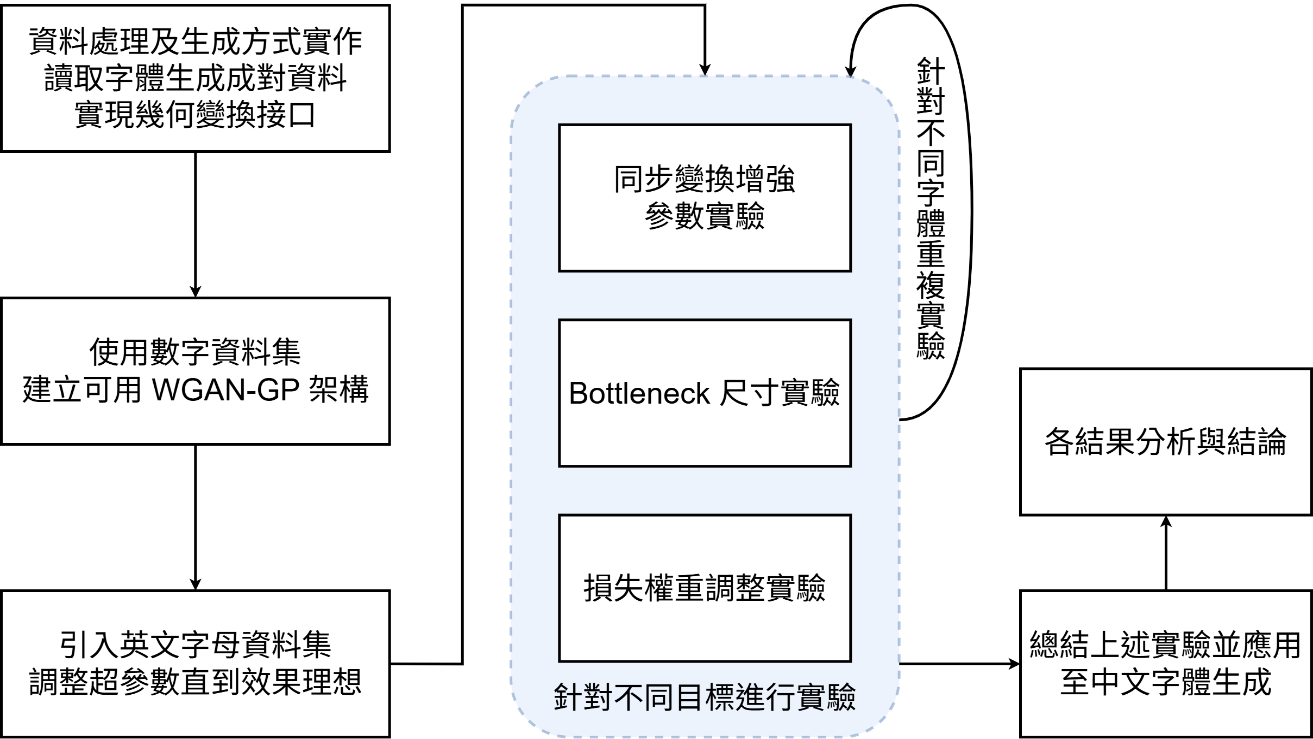 資料處理及生成方式實作
讀取字體生成成對資料
實現幾何變換接口
使用數字資料集
建立可用 WGAN-GP 架構
引入英文字母資料集
調整超參數直到效果理想
同步變換增強
參數實驗
Bottleneck 尺寸實驗
損失權重調整實驗
針對不同目標進行實驗
針對不同字體重複實驗
總結上述實驗並應用
至中文字體生成
各結果分析與結論